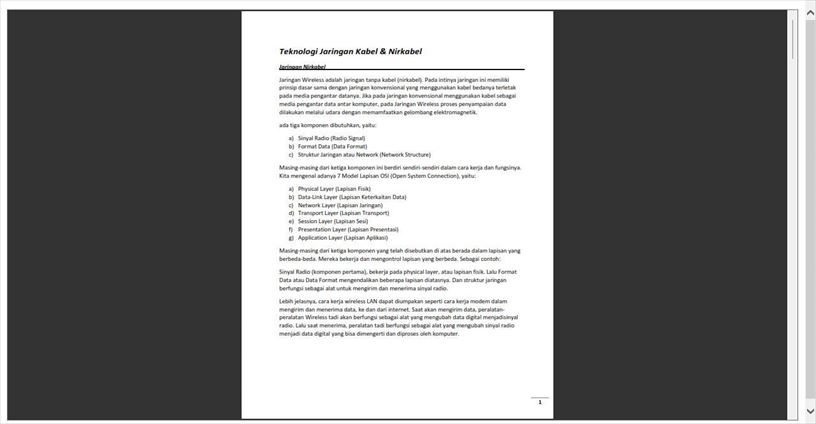 Teknologi Jaringan Kabel & Nirkabel
Jaringan Nirkabel
Jaringan Wireless adalah jaringan tanpa kabel (nirkabel). Pada intinya jaringan ini memiliki
prinsip dasar sama dengan jaringan konvensional yang menggunakan kabel bedanya terletak
pada media pengantar datanya. Jika pada jaringan konvensional menggunakan kabel sebagai
media pengantar data antar komputer, pada Jaringan Wireless proses penyampaian data
dilakukan melalui udara dengan memamfaatkan gelombang elektromagnetik.
ada tiga komponen dibutuhkan, yaitu:
a) Sinyal Radio (Radio Signal)
b) Format Data (Data Format)
c) Struktur Jaringan atau Network (Network Structure)
Masing-masing dari ketiga komponen ini berdiri sendiri-sendiri dalam cara kerja dan fungsinya.
Kita mengenal adanya 7 Model Lapisan OSI (Open System Connection), yaitu:
a) Physical Layer (Lapisan Fisik)
b) Data-Link Layer (Lapisan Keterkaitan Data)
c) Network Layer (Lapisan Jaringan)
d) Transport Layer (Lapisan Transport)
e) Session Layer (Lapisan Sesi)
f) Presentation Layer (Lapisan Presentasi)
g) Application Layer (Lapisan Aplikasi)
Masing-masing dari ketiga komponen yang telah disebutkan di atas berada dalam lapisan yang
berbeda-beda. Mereka bekerja dan mengontrol lapisan yang berbeda. Sebagai contoh:
Sinyal Radio (komponen pertama), bekerja pada physical layer, atau lapisan fisik. Lalu Format
Data atau Data Format mengendalikan beberapa lapisan diatasnya. Dan struktur jaringan
berfungsi sebagai alat untuk mengirim dan menerima sinyal radio.
Lebih jelasnya, cara kerja wireless LAN dapat diumpakan seperti cara kerja modem dalam
mengirim dan menerima data, ke dan dari internet. Saat akan mengirim data, peralatan-
peralatan Wireless tadi akan berfungsi sebagai alat yang mengubah data digital menjadisinyal
radio. Lalu saat menerima, peralatan tadi berfungsi sebagai alat yang mengubah sinyal radio
menjadi data digital yang bisa dimengerti dan diproses oleh komputer.
1